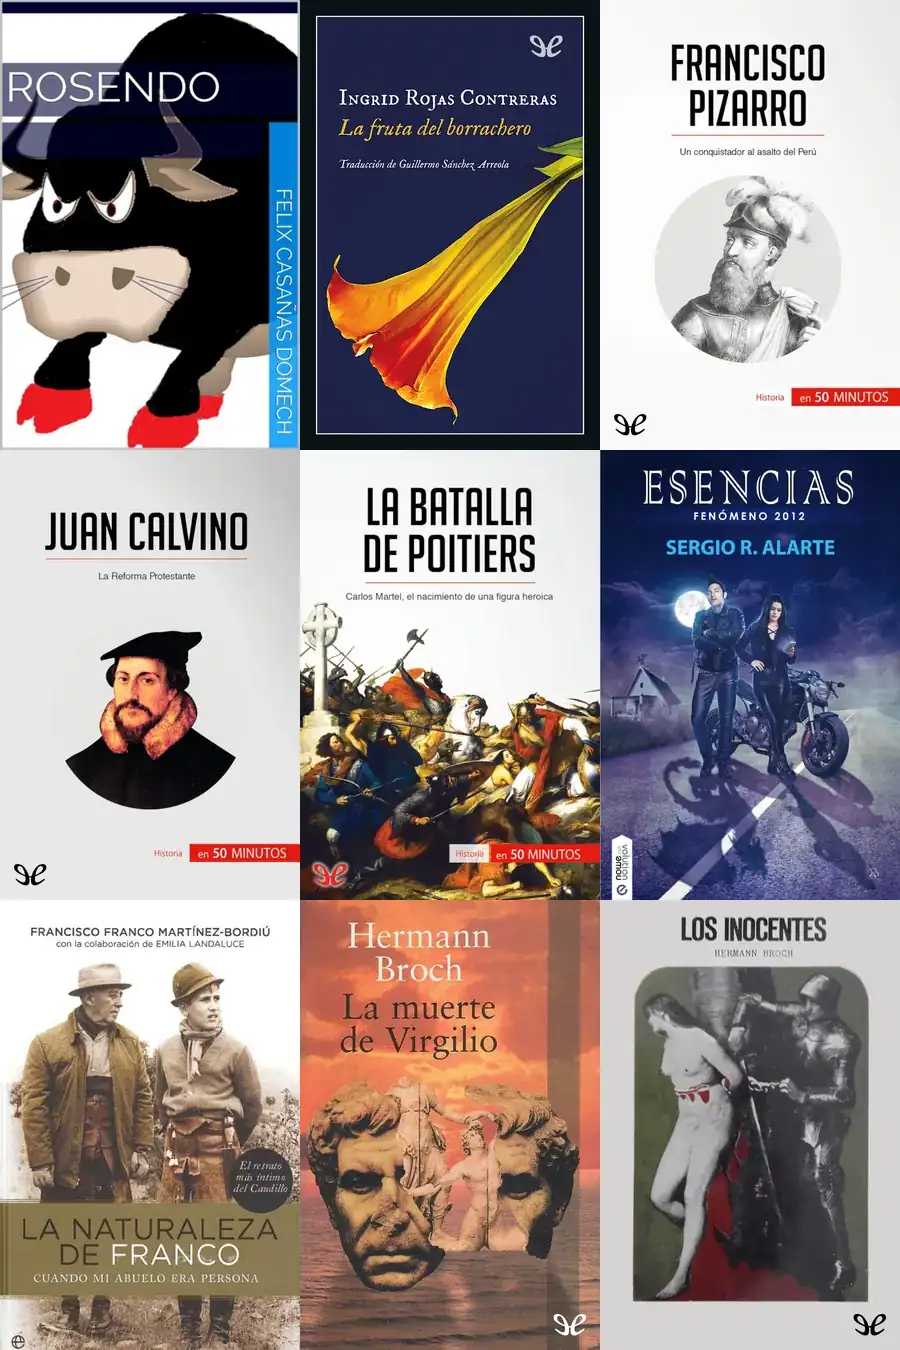 ROSENDO
FELIX CASAÑAS DOMECH
INGRID ROJAS CONTRERAS
La fruta del borrachero
Traducción de Guillermo Sánchez Arreola
FRANCISCO
PIZARRO
Un conquistador al asalto del Perú
Historia en 50 MINUTOS
JUAN CALVINO
La Reforma Protestante
Historia en 50 MINUTOS
LA BATALLA
DE POITIERS
Carlos Martel, el nacimiento de una figura heroica
Historia en 50 MINUTOS
ESENCIAS
FENÓMENO 2012
SERGIO R. ALARTE
nowe
volution
FRANCISCO FRANCO MARTÍNEZ-BORDIÚ
con la colaboración de EMILIA LANDALUCE
El retrato
más íntimo
del Caudillo
LA NATURALEZA
DE FRANCO
CUANDO MI ABUELO ERA PERSONA
Hermann
Broch
La muerte
de Virgilio
LOS INOCENTES
HERMANN BROCH